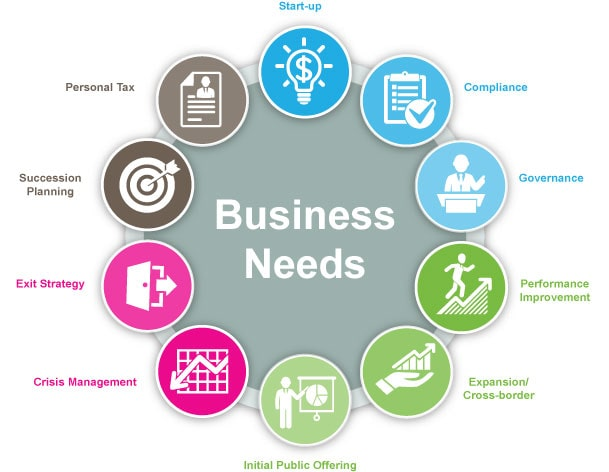 Start-up
Compliance
Governance
Performance
Improvement
Expansion/
Cross-border
Initial Public Offering
Crisis Management
Exit Strategy
Succession
Planning
Personal Tax
Business
Needs
$